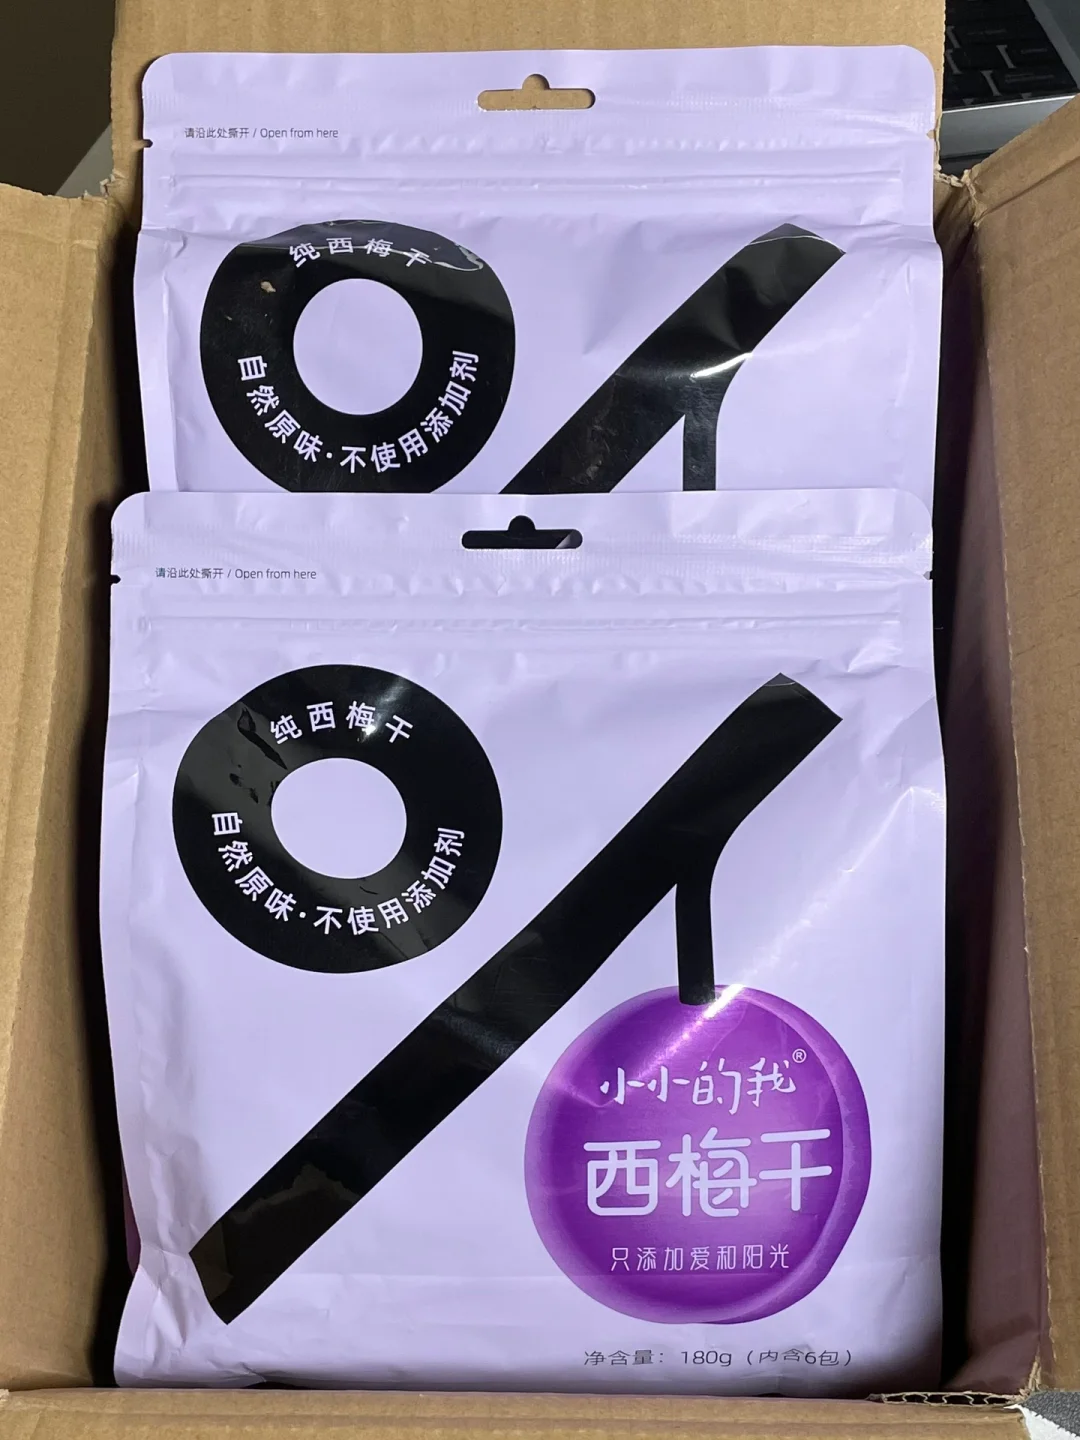 请沿此处撕开 / Open from here
纯西梅干
自然原味·不使用添加剂
请沿此处撕开 / Open from here
纯西梅干
自然原味·不使用添加剂
小小的我®
西梅干
只添加爱和阳光
净含量：180g（内含6包）